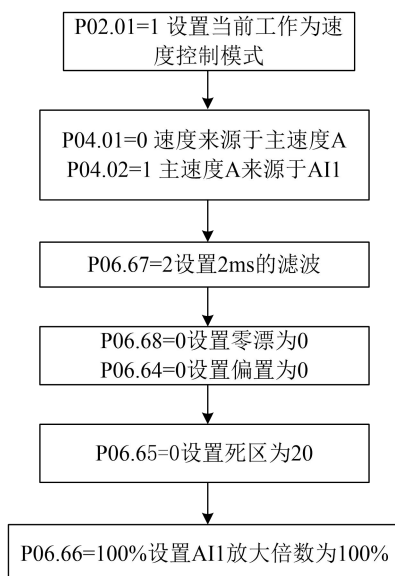 P02.01=1 设置当前工作为速
度控制模式
P04.01=0 速度来源于主速度A
P04.02=1 主速度A来源于AI1
P06.67=2设置2ms的滤波
P06.68=0设置零漂为0
P06.64=0设置偏置为0
P06.65=0设置死区为20
P06.66=100%设置AI1放大倍数为100%